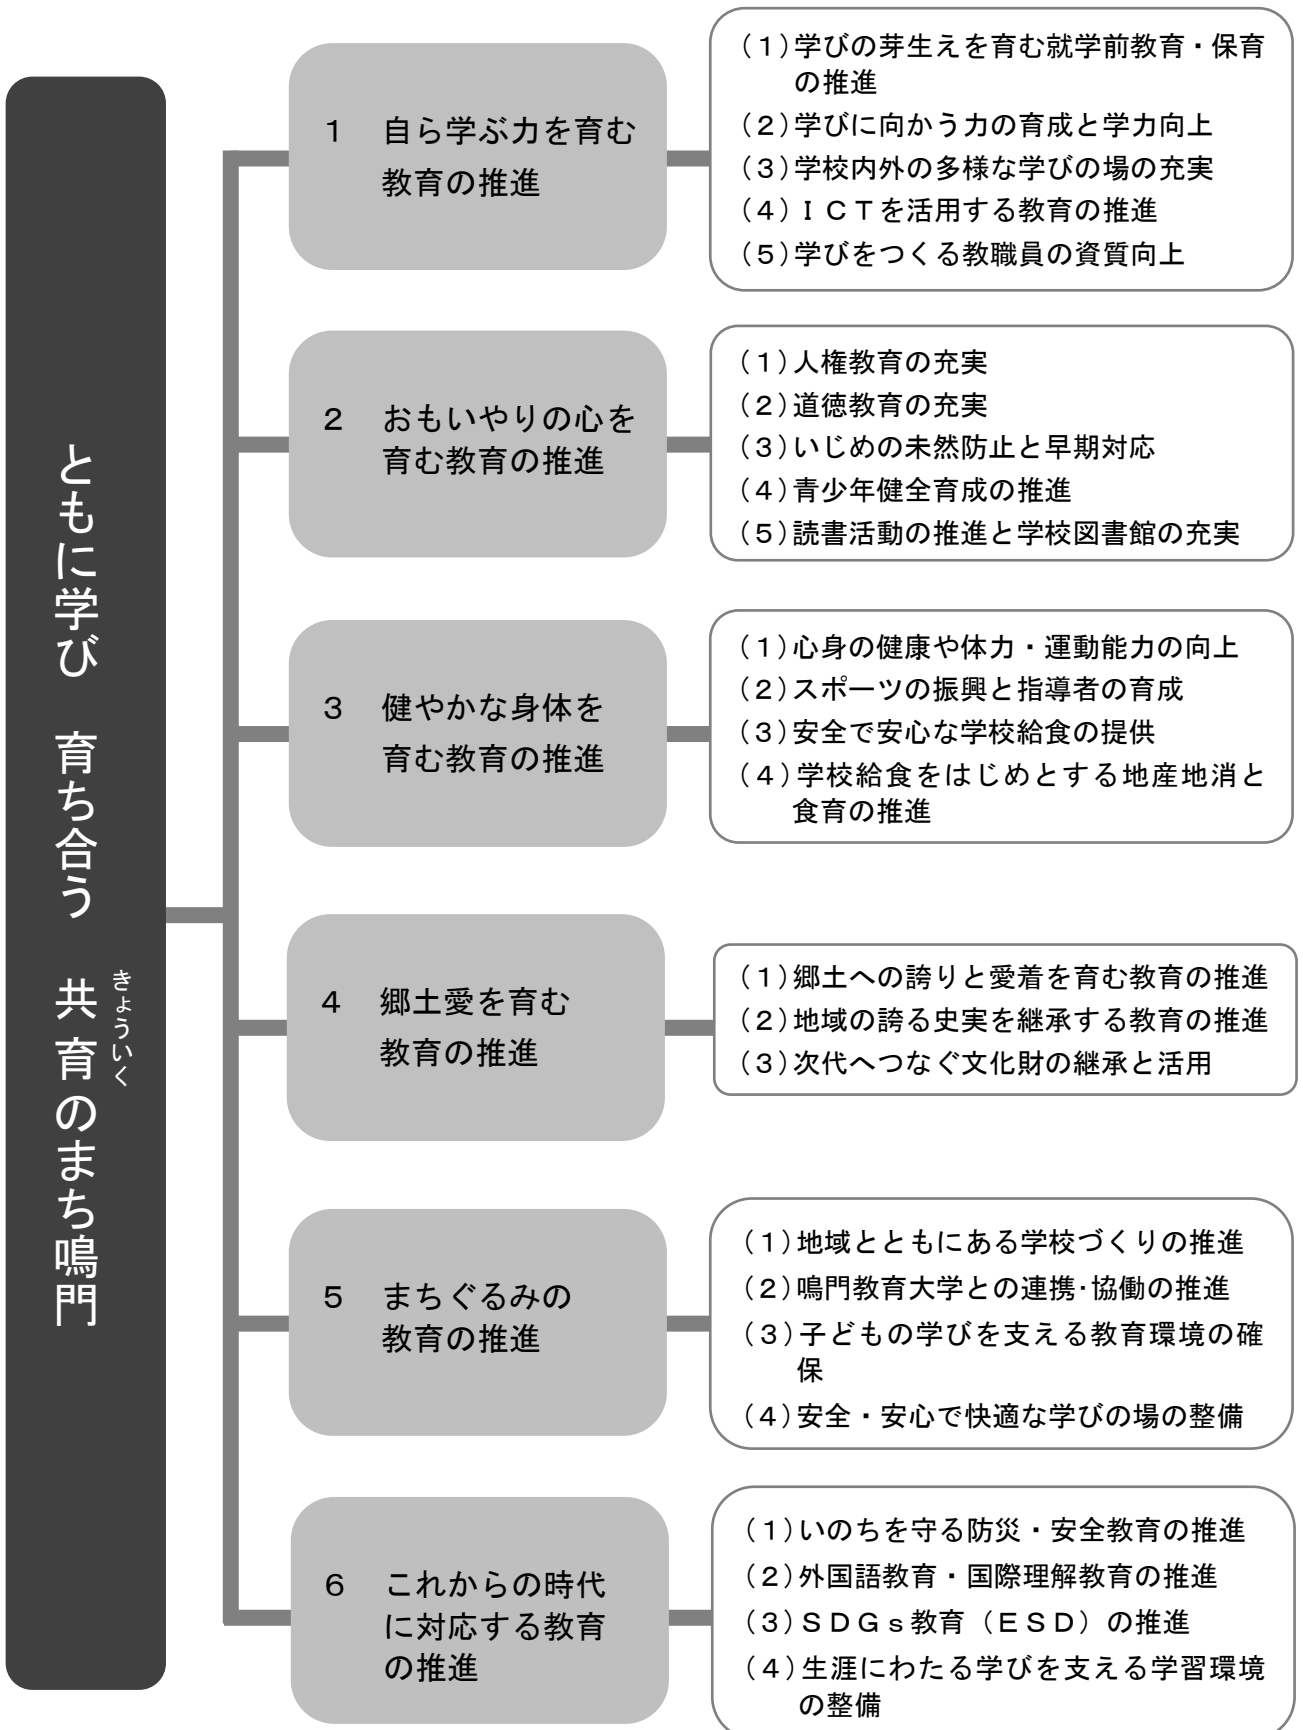 ともに学び　育ち合う　共育のまち鳴門
きょういく
１　自ら学ぶ力を育む
教育の推進
（１）学びの芽生えを育む就学前教育・保育
の推進
（２）学びに向かう力の育成と学力向上
（３）学校内外の多様な学びの場の充実
（４）ＩＣＴを活用する教育の推進
（５）学びをつくる教職員の資質向上
２　おもいやりの心を
育む教育の推進
（１）人権教育の充実
（２）道徳教育の充実
（３）いじめの未然防止と早期対応
（４）青少年健全育成の推進
（５）読書活動の推進と学校図書館の充実
３　健やかな身体を
育む教育の推進
（１）心身の健康や体力・運動能力の向上
（２）スポーツの振興と指導者の育成
（３）安全で安心な学校給食の提供
（４）学校給食をはじめとする地産地消と
食育の推進
４　郷土愛を育む
教育の推進
（１）郷土への誇りと愛着を育む教育の推進
（２）地域の誇る史実を継承する教育の推進
（３）次代へつなぐ文化財の継承と活用
５　まちぐるみの
教育の推進
（１）地域とともにある学校づくりの推進
（２）鳴門教育大学との連携･協働の推進
（３）子どもの学びを支える教育環境の確
保
（４）安全・安心で快適な学びの場の整備
６　これからの時代
に対応する教育
の推進
（１）いのちを守る防災・安全教育の推進
（２）外国語教育・国際理解教育の推進
（３）ＳＤＧｓ教育（ＥＳＤ）の推進
（４）生涯にわたる学びを支える学習環境
の整備